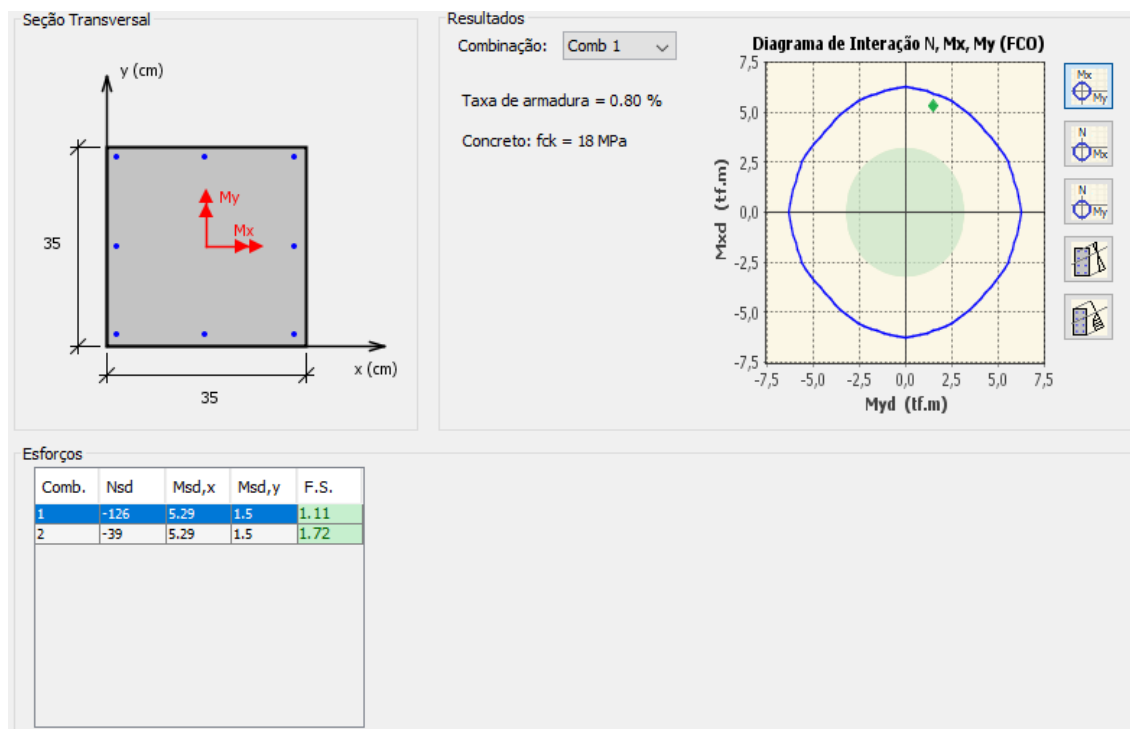 Seção Transversal
y (cm)
My
Mx
35
x (cm)
35
Resultados
Combinação: Comb 1
Taxa de armadura = 0.80 %
Concreto: fck = 18 MPa
Diagrama de Interação N, Mx, My (FCO)
Mxd (tf.m)
7,5
5,0
2,5
0,0
-2,5
-5,0
-7,5
-7,5 -5,0 -2,5 0,0 2,5 5,0 7,5
Myd (tf.m)
Mx
My
N
Mx
N
My
Esforços
Comb. Nsd Msd,x Msd,y F.S.
1 -126 5.29 1.5 1.11
2 -39 5.29 1.5 1.72